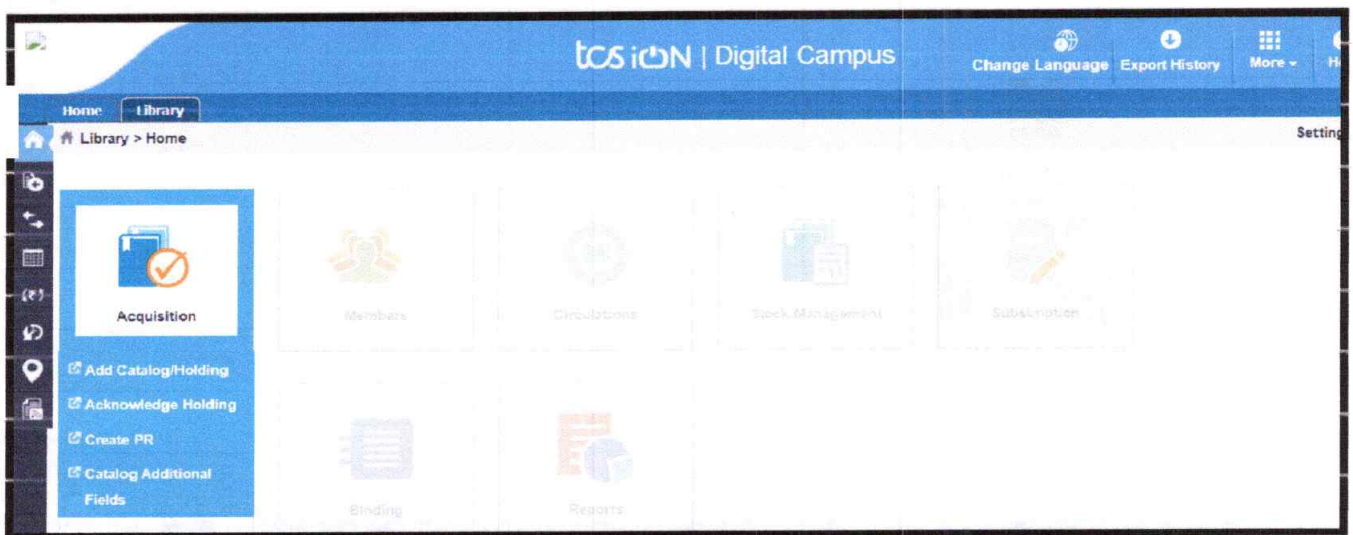 tcs iON | Digital Campus
Change Language Export History More
Home Library
Library > Home
Setting
Acquisition Members Circulations Stock Management Subscription
Add Catalog/Holding
Acknowledge Holding
Create PR
Catalog Additional
Fields
Binding Reports